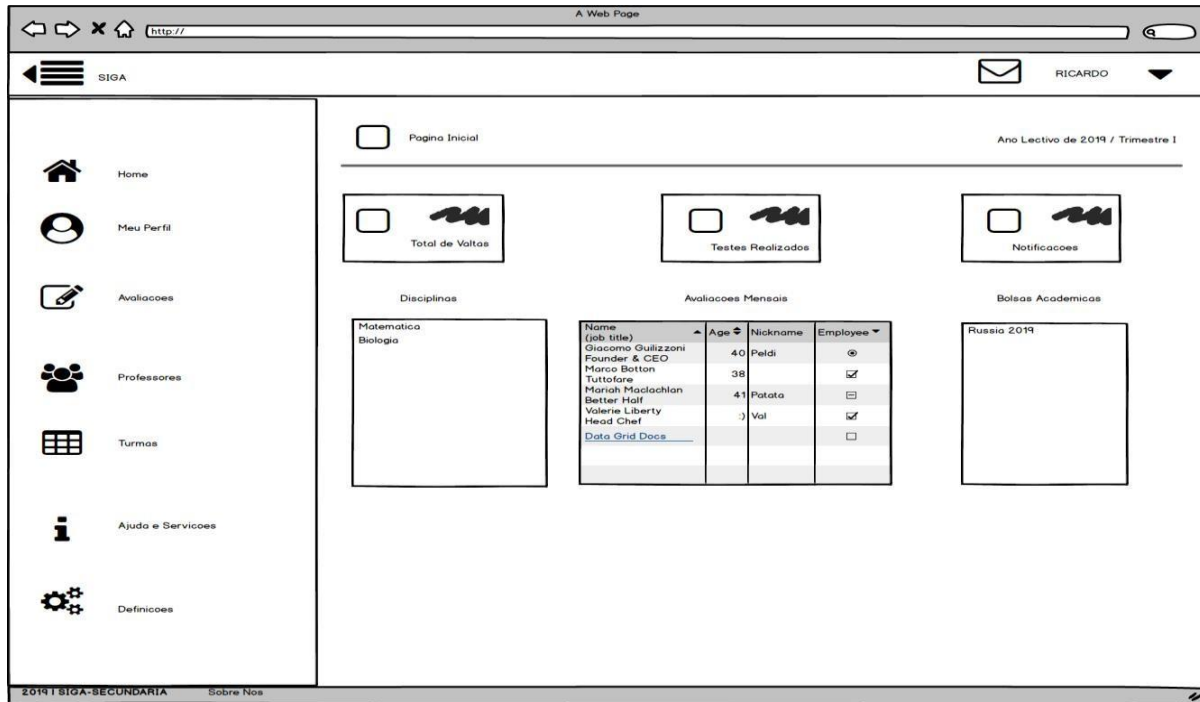 A Web Page
http://
SIGA
RICARDO
Pagina Inicial
Ano Lectivo de 2019 / Trimestre I
Home
Meu Perfil
Avaliacoes
Professores
Turmas
Ajuda e Servicoes
Definicoes
Total de Valtas
Testes Realizados
Notificacoes
Disciplinas
Avaliacoes Mensais
Bolsas Academicas
Matematica
Biologia
Name
(job title)
Age
Nickname
Employee
Giacomo Guilizzoni
Founder & CEO
40
Peldi
Marco Botton
Tuttofare
38
Mariah Maclachlan
Better Half
41
Patata
Valerie Liberty
Head Chef
:)
Val
Data Grid Docs
Russia 2019
2019 | SIGA-SECUNDARIA
Sobre Nos